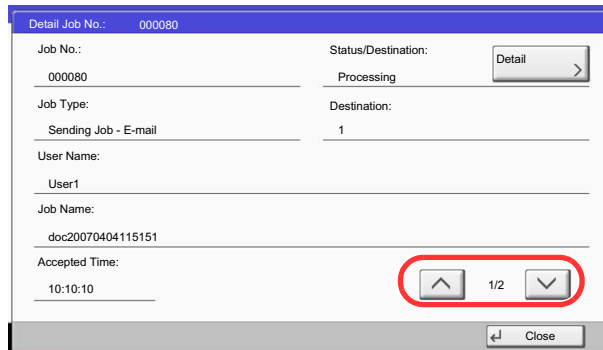 Detail Job No.: 000080
Job No.:
000080
Status/Destination:
Processing
Detail
Job Type:
Sending Job - E-mail
Destination:
1
User Name:
User1
Job Name:
doc20070404115151
Accepted Time:
10:10:10
1/2
Close